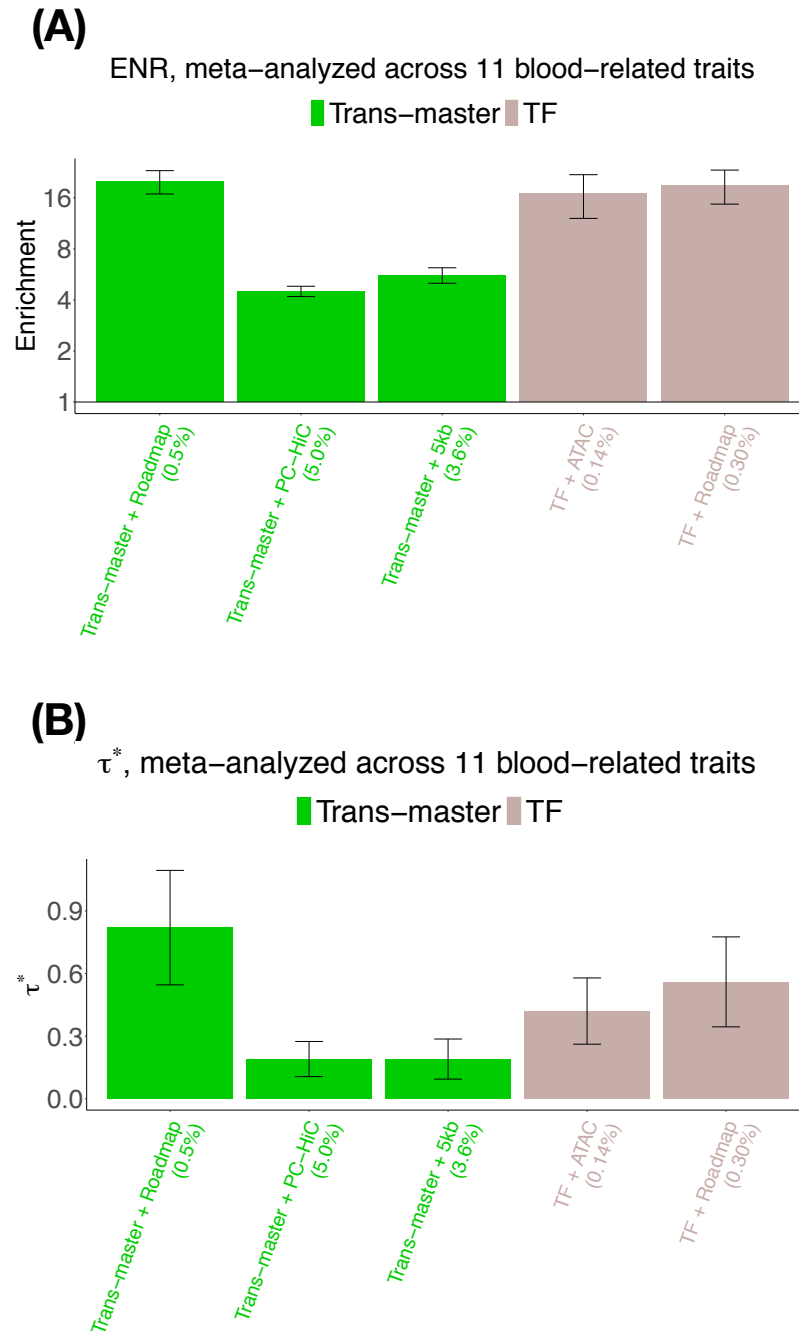 (A)
ENR, meta−analyzed across 11 blood−related traits
Trans−master TF
Enrichment
16
8
4
2
1
Trans−master + Roadmap
(0.5%)
Trans−master + PC−HiC
(5.0%)
Trans−master + 5kb
(3.6%)
TF + ATAC
(0.14%)
TF + Roadmap
(0.30%)
(B)
τ*, meta−analyzed across 11 blood−related traits
Trans−master TF
τ*
0.9
0.6
0.3
0.0
Trans−master + Roadmap
(0.5%)
Trans−master + PC−HiC
(5.0%)
Trans−master + 5kb
(3.6%)
TF + ATAC
(0.14%)
TF + Roadmap
(0.30%)